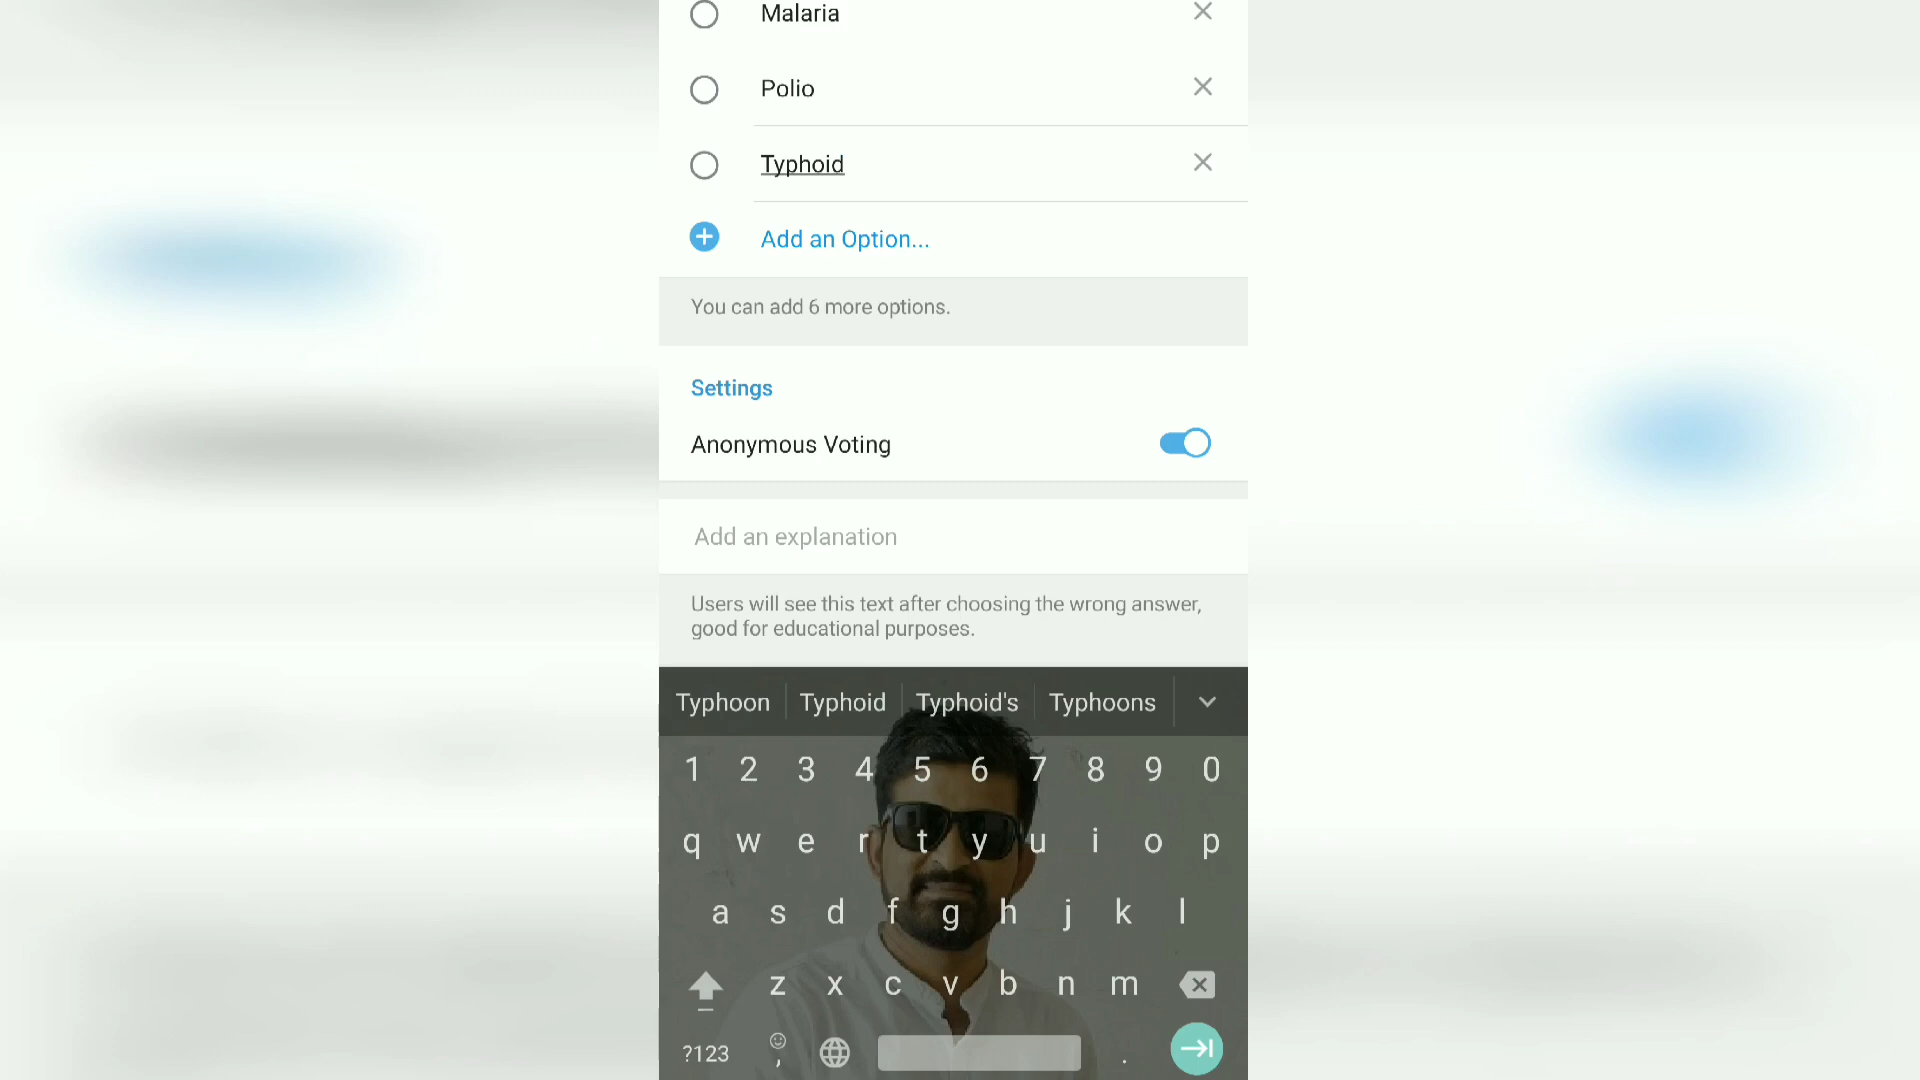 Malaria
Polio
Typhoid
Add an Option...
You can add 6 more options.
Settings
Anonymous Voting
Add an explanation
Users will see this text after choosing the wrong answer,
good for educational purposes.
Typhoon Typhoid Typhoid's Typhoons
1 2 3 4 5 6 7 8 9 0
q w e r t y u i o p
a s d f g h j k l
z x c v b n m
?123 , .